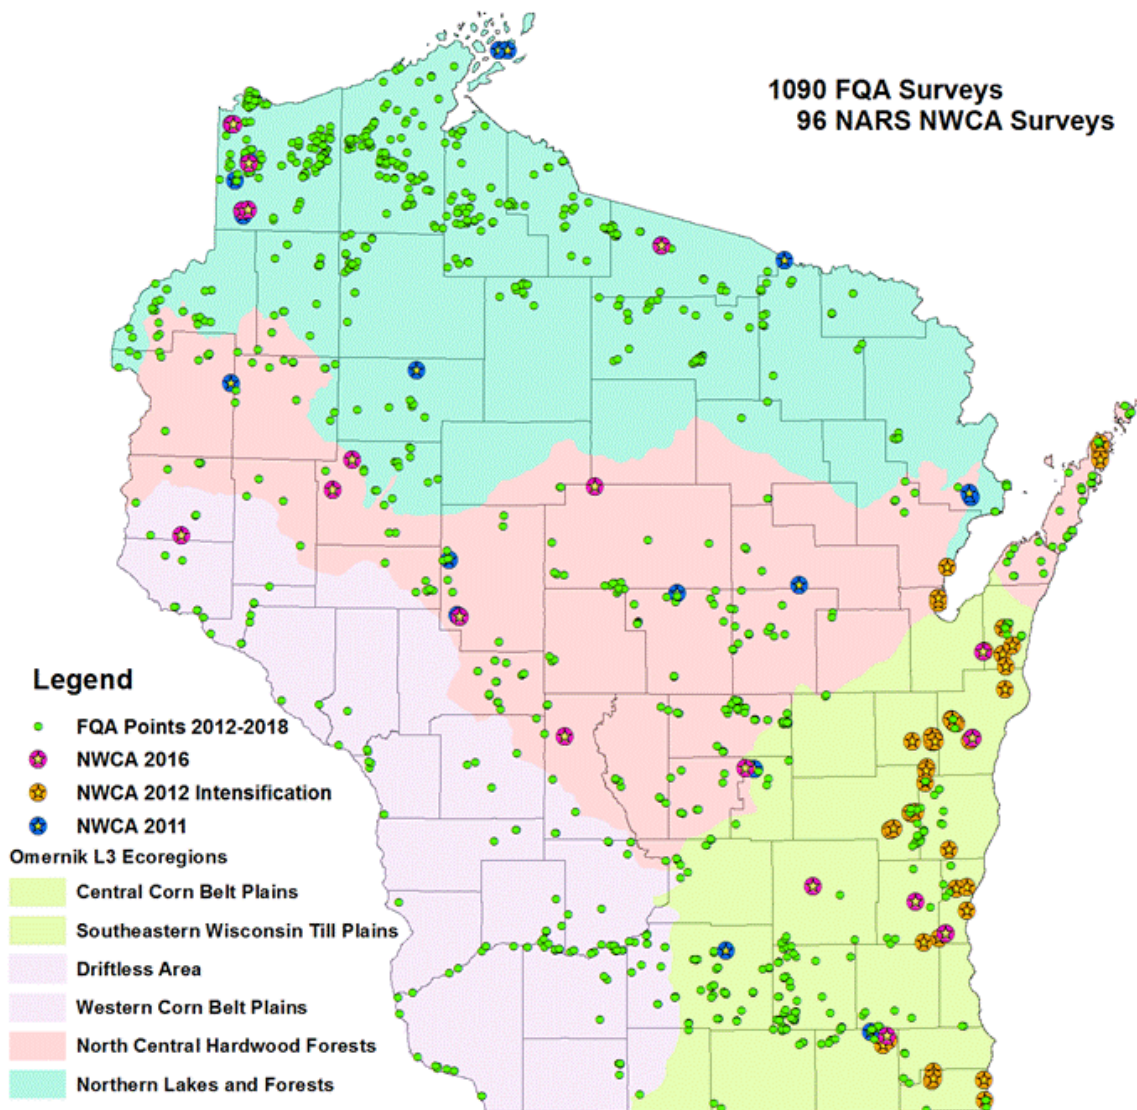 1090 FQA Surveys
96 NARS NWCA Surveys
Legend
FQA Points 2012-2018
NWCA 2016
NWCA 2012 Intensification
NWCA 2011
Omernik L3 Ecoregions
Central Corn Belt Plains
Southeastern Wisconsin Till Plains
Driftless Area
Western Corn Belt Plains
North Central Hardwood Forests
Northern Lakes and Forests